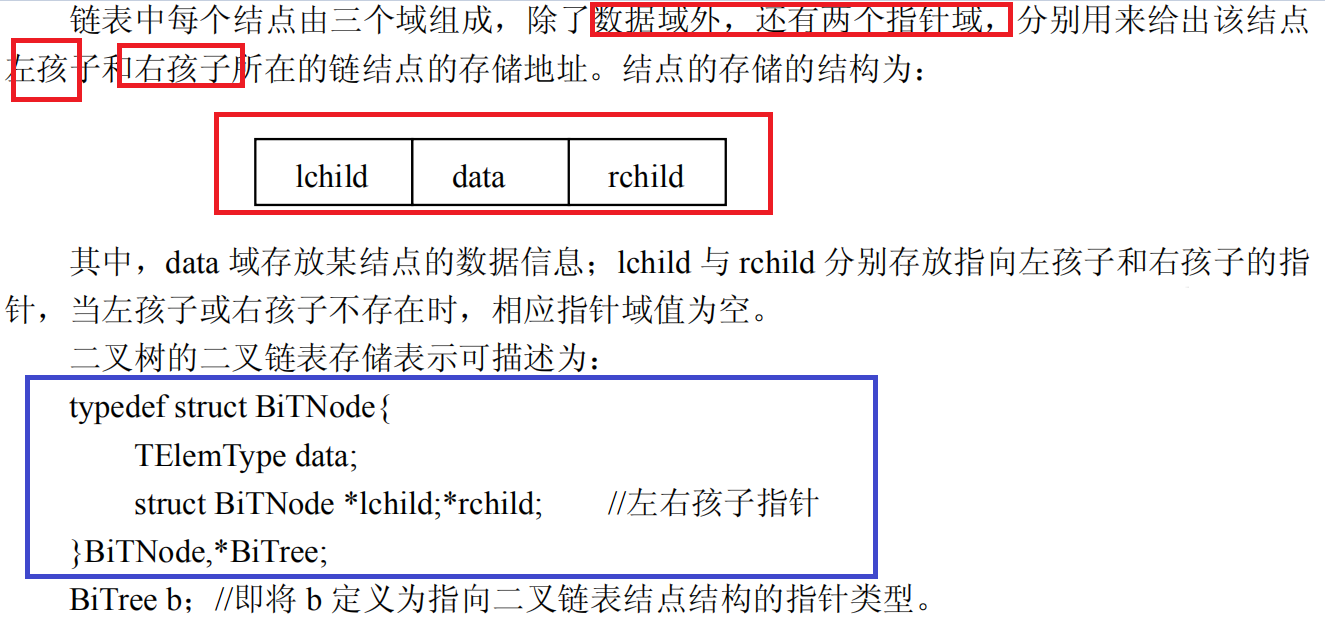 链表中每个结点由三个域组成，除了数据域外，还有两个指针域，分别用来给出该结点
左孩子和右孩子所在的链结点的存储地址。结点的存储的结构为：
lchild data rchild
其中，data 域存放某结点的数据信息；lchild 与 rchild 分别存放指向左孩子和右孩子的指
针，当左孩子或右孩子不存在时，相应指针域值为空。
二叉树的二叉链表存储表示可描述为：
typedef struct BiTNode{
TElemType data;
struct BiTNode *lchild;*rchild; //左右孩子指针
}BiTNode,*BiTree;
BiTree b；//即将 b 定义为指向二叉链表结点结构的指针类型。